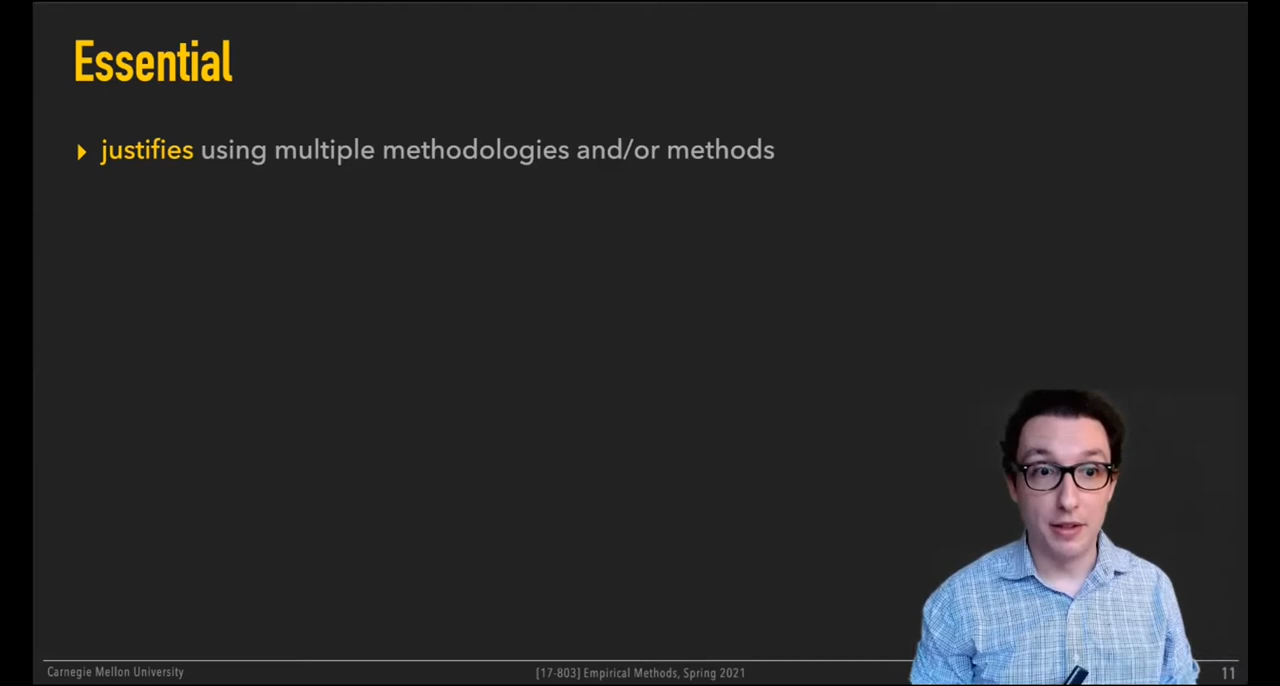 Essential
justifies using multiple methodologies and/or methods
Carnegie Mellon University
[17-803] Empirical Methods, Spring 2021
11